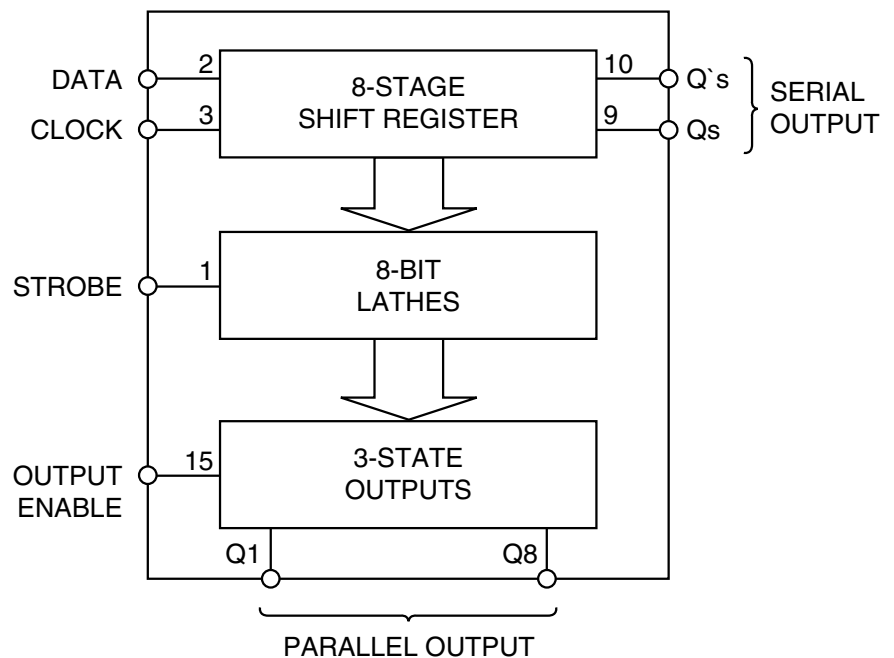 DATA
2
CLOCK
3
8-STAGE
SHIFT REGISTER
10
Q`s
9
Qs
SERIAL
OUTPUT
STROBE
1
8-BIT
LATHES
OUTPUT
ENABLE
15
3-STATE
OUTPUTS
Q1
Q8
PARALLEL OUTPUT